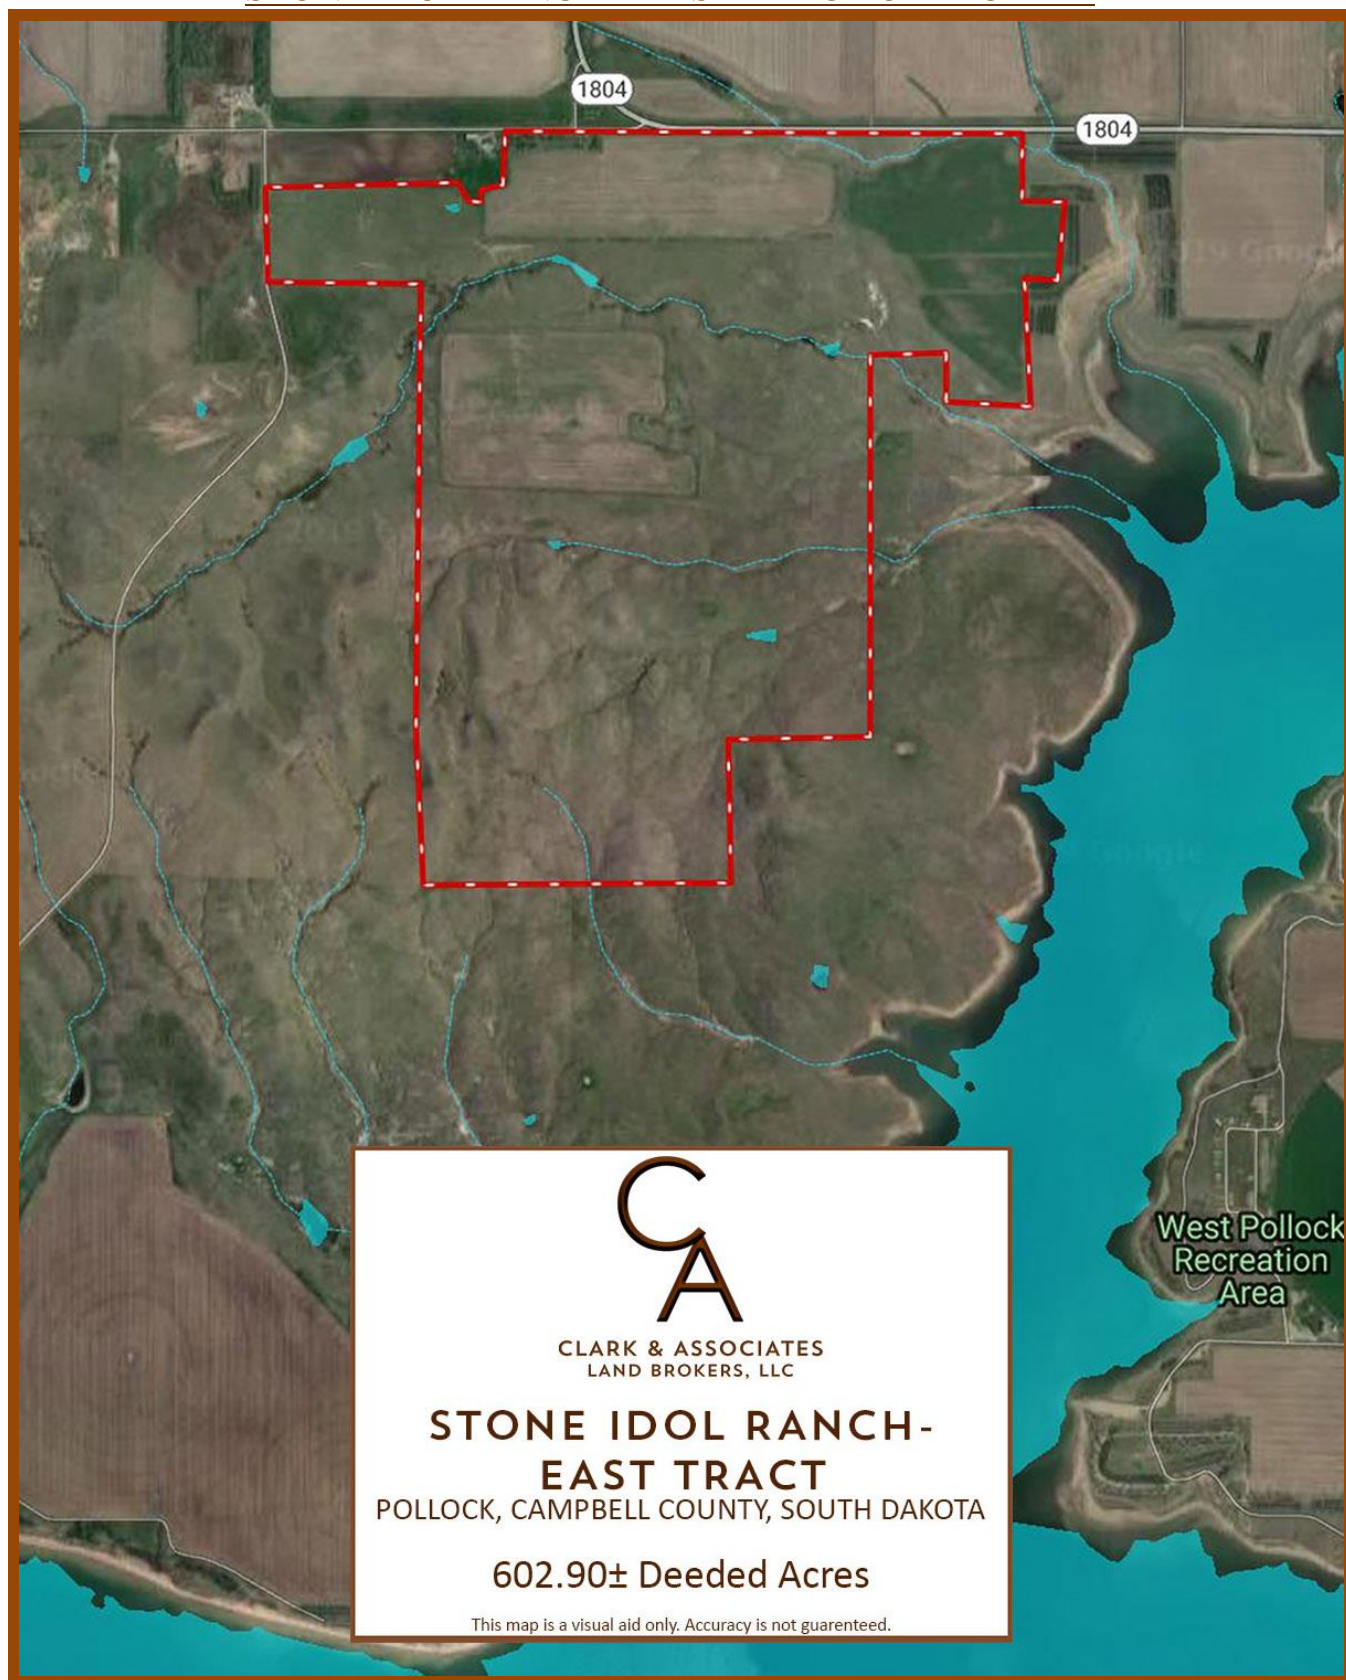 1804
1804
West Pollock
Recreation
Area
CA
CLARK & ASSOCIATES
LAND BROKERS, LLC
STONE IDOL RANCH-
EAST TRACT
POLLOCK, CAMPBELL COUNTY, SOUTH DAKOTA
602.90± Deeded Acres
This map is a visual aid only. Accuracy is not guarenteed.